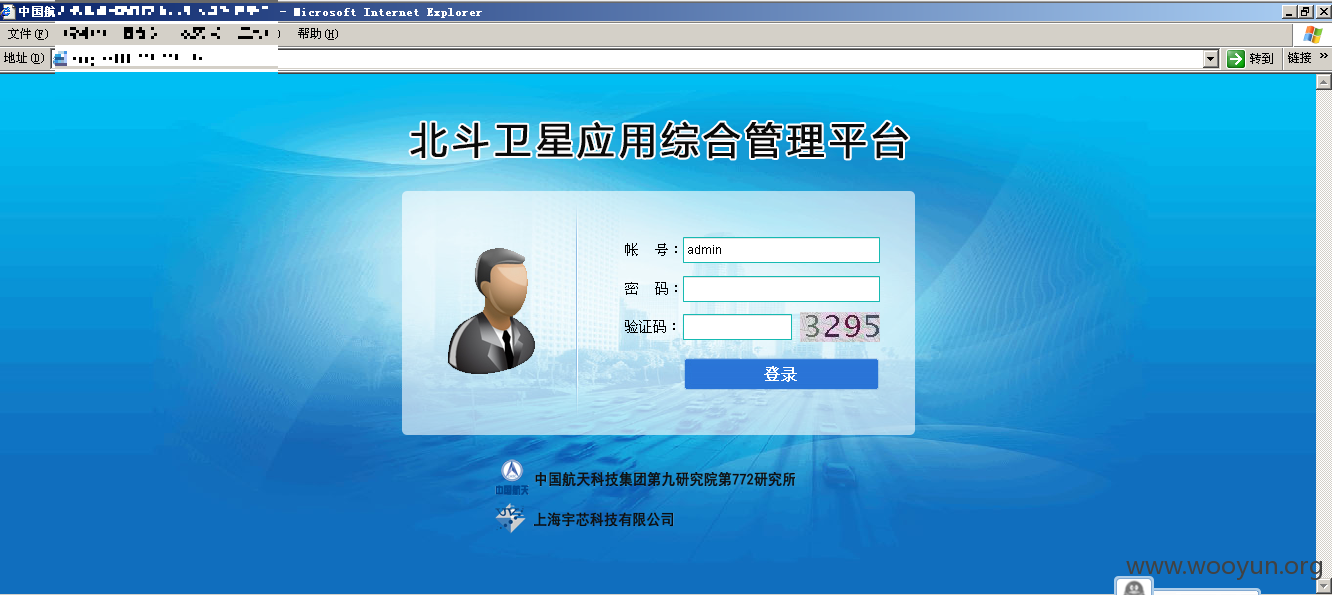 中国航 - Microsoft Internet Explorer
文件(F) 帮助(H)
地址(D) 转到 链接 »
北斗卫星应用综合管理平台
帐 号：admin
密 码：
验证码： 3295
登录
中国航天 中国航天科技集团第九研究院第772研究所
上海宇芯科技有限公司
www.wooyun.org